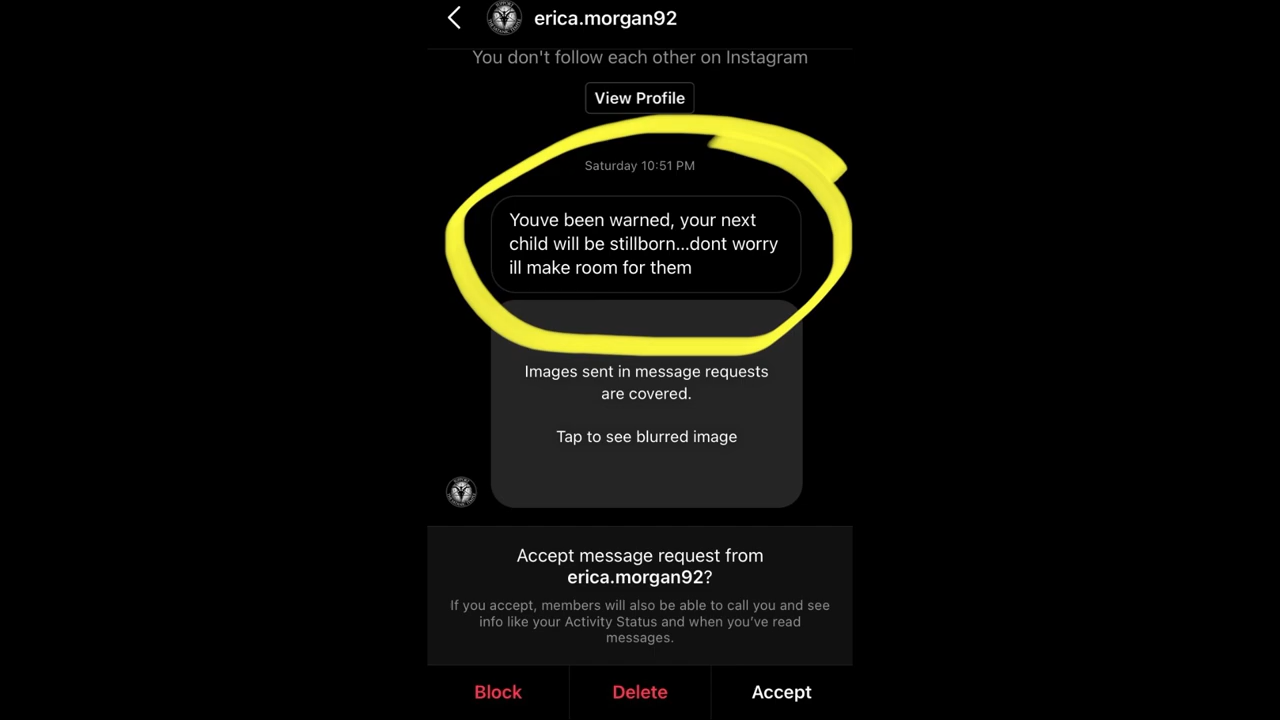 erica.morgan92
You don't follow each other on Instagram
View Profile
Saturday 10:51 PM
Youve been warned, your next
child will be stillborn...dont worry
ill make room for them
Images sent in message requests
are covered.
Tap to see blurred image
Accept message request from
erica.morgan92?
If you accept, members will also be able to call you and see
info like your Activity Status and when you’ve read
messages.
Block
Delete
Accept